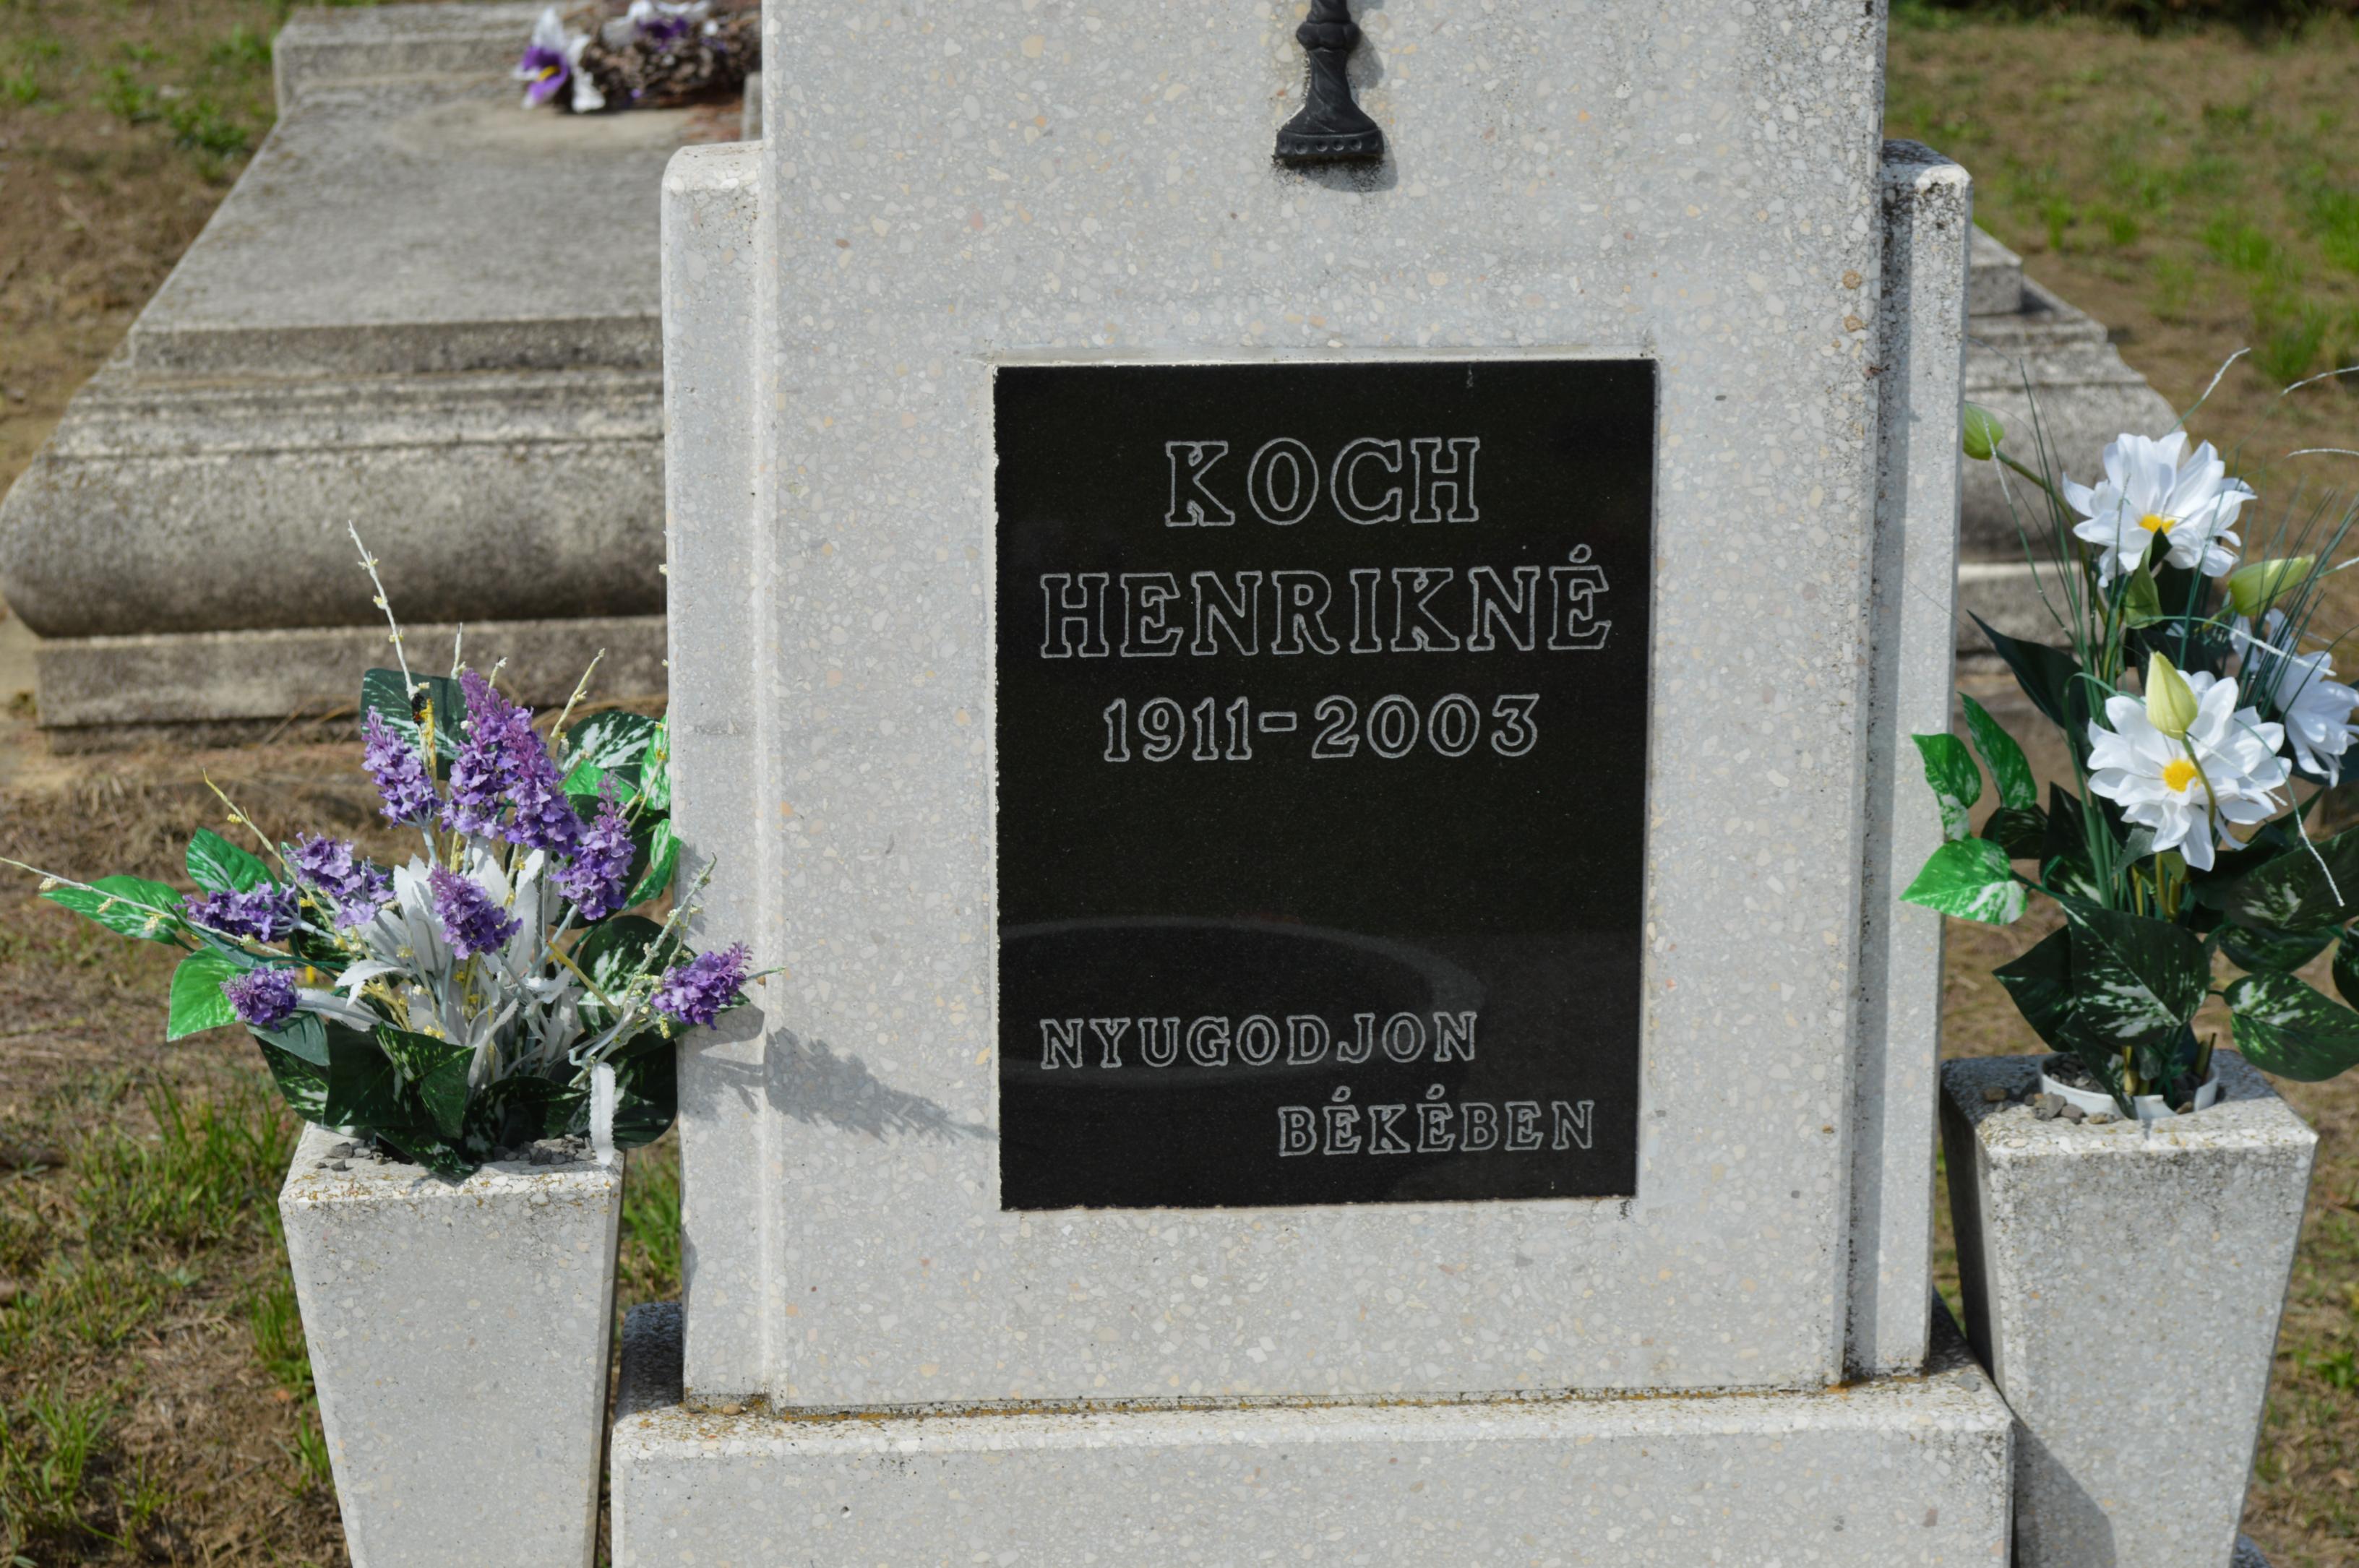 KOCH
HENRIKNÉ
1911-2003
NYUGODJON
BÉKÉBEN